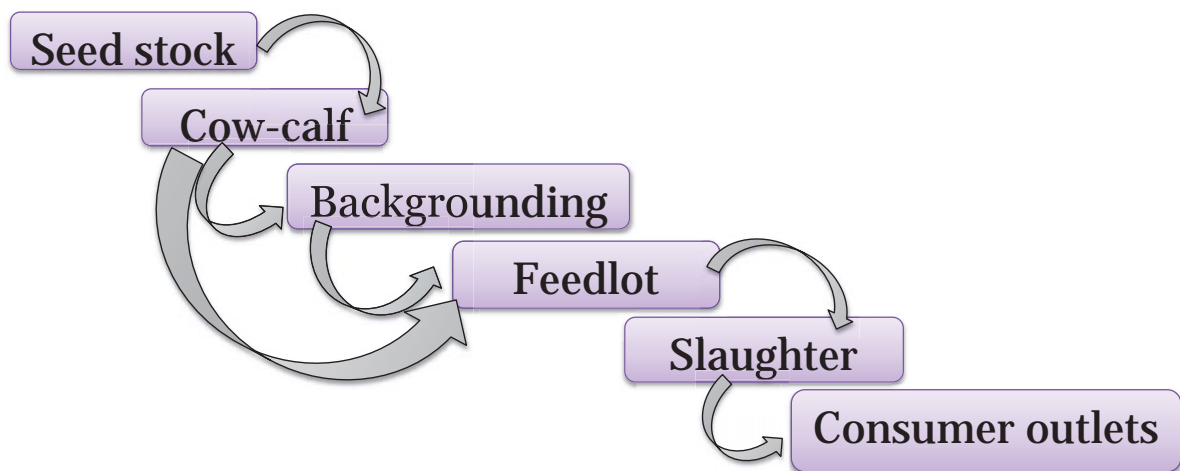 Seed stock
Cow-calf
Backgrounding
Feedlot
Slaughter
Consumer outlets